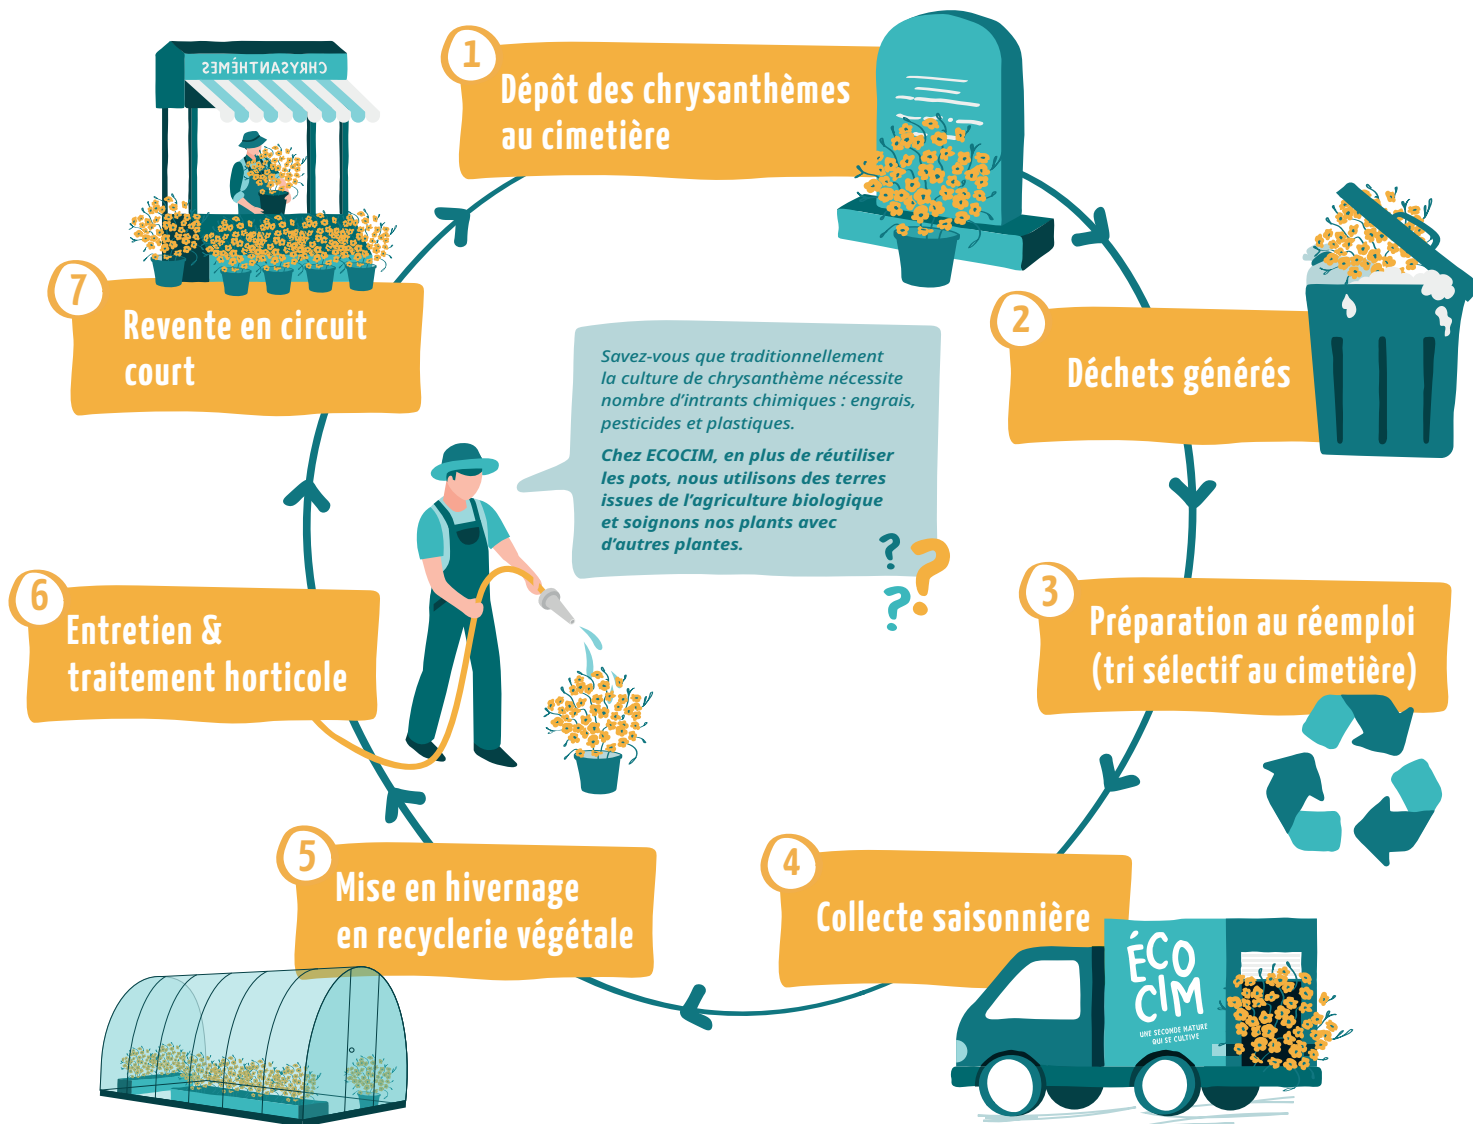 1
Dépôt des chrysanthèmes
au cimetière
2
Déchets générés
3
Préparation au réemploi
(tri sélectif au cimetière)
4
Collecte saisonnière
ÉCO
CIM
UNE SECONDE NATURE
QUI SE CULTIVE
5
Mise en hivernage
en recyclerie végétale
6
Entretien &
traitement horticole
7
Revente en circuit
court
CHRYSANTHÈMES
Savez-vous que traditionnellement
la culture de chrysanthème nécessite
nombre d'intrants chimiques : engrais,
pesticides et plastiques.
Chez ECOCIM, en plus de réutiliser
les pots, nous utilisons des terres
issues de l'agriculture biologique
et soignons nos plants avec
d'autres plantes.
? ?
?